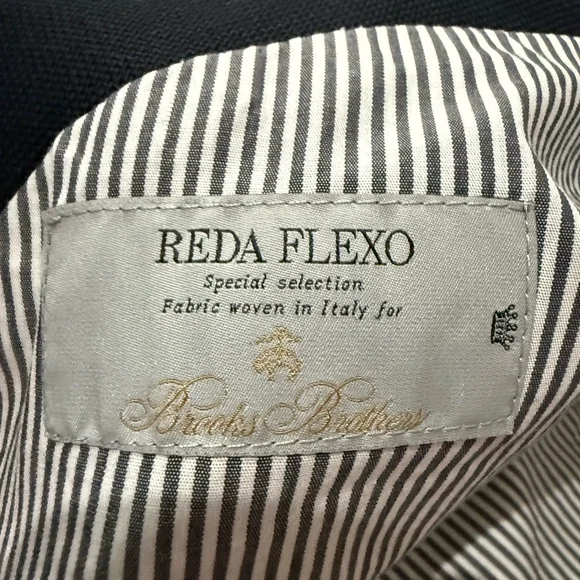 REDA FLEXO
Special selection
Fabric woven in Italy for
Brooks Brothers